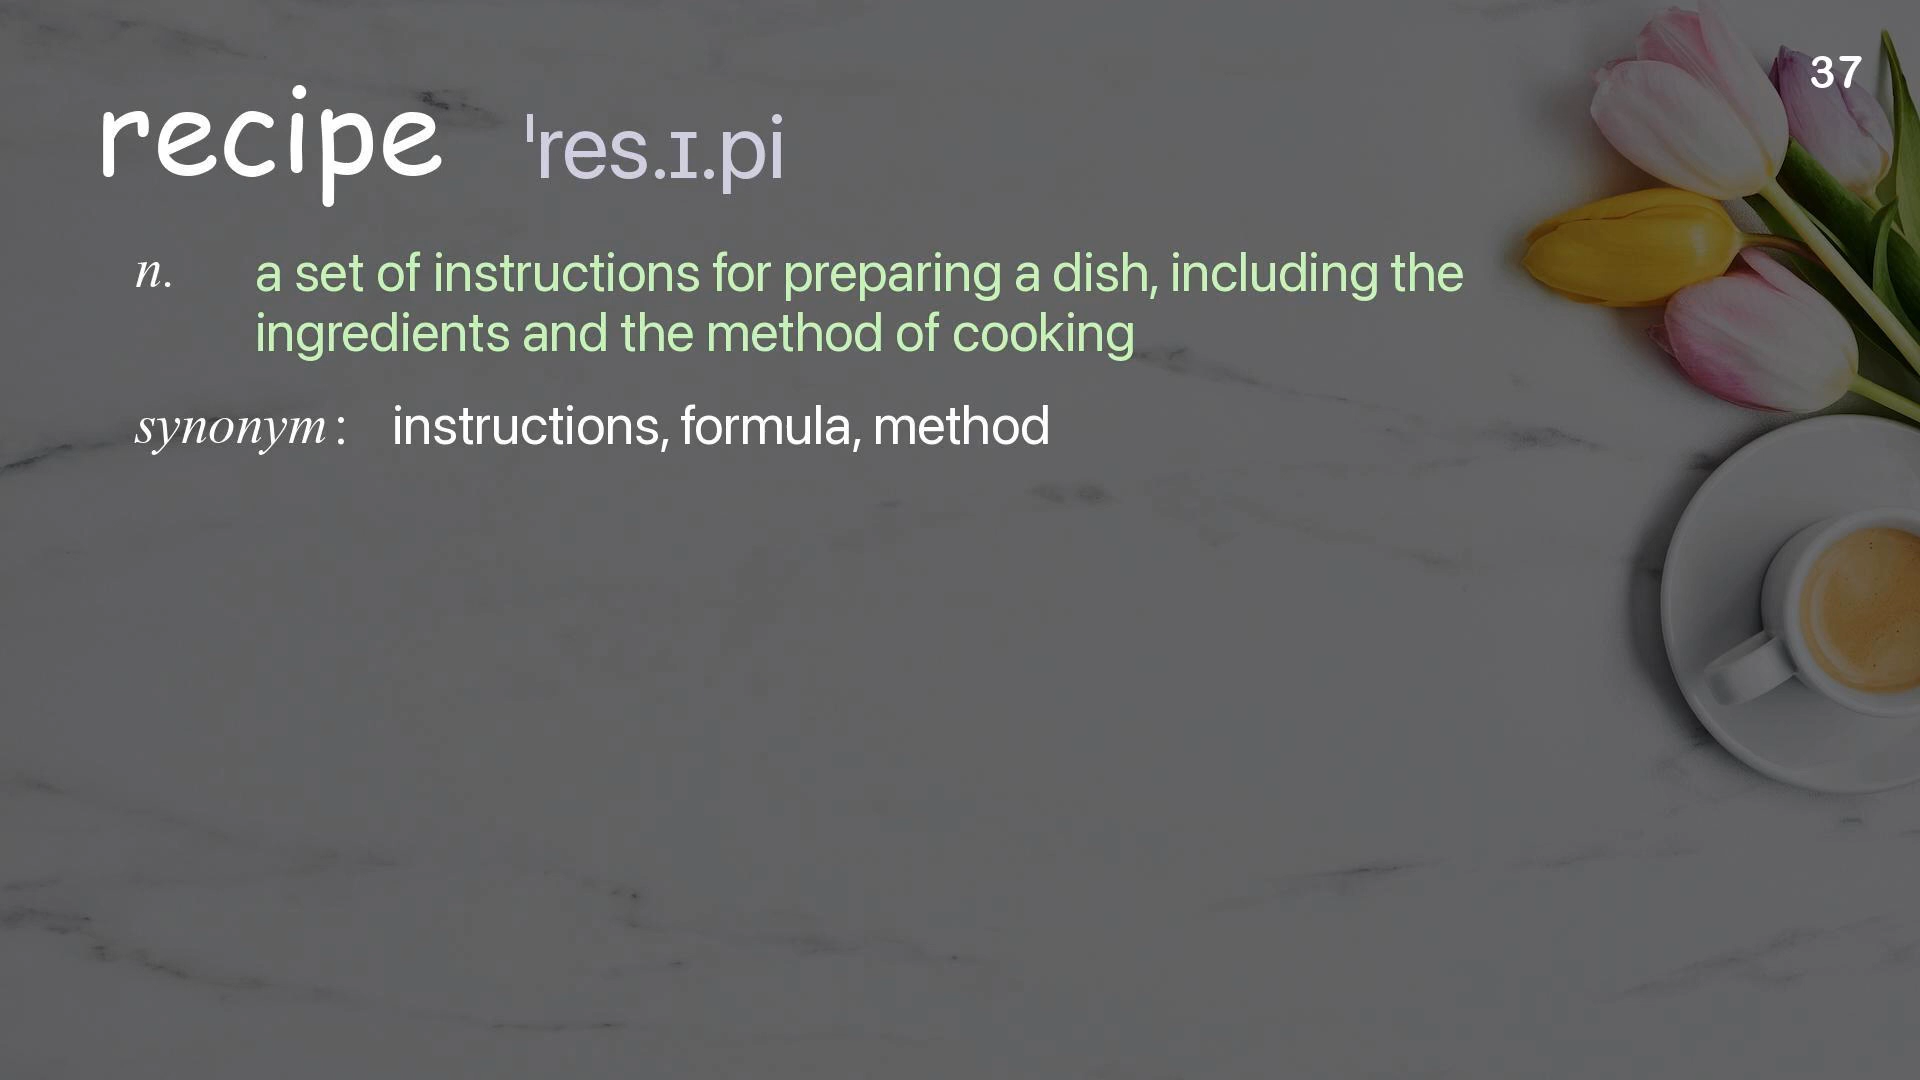 37
recipe ˈres.ɪ.pi
n. a set of instructions for preparing a dish, including the
ingredients and the method of cooking
synonym : instructions, formula, method